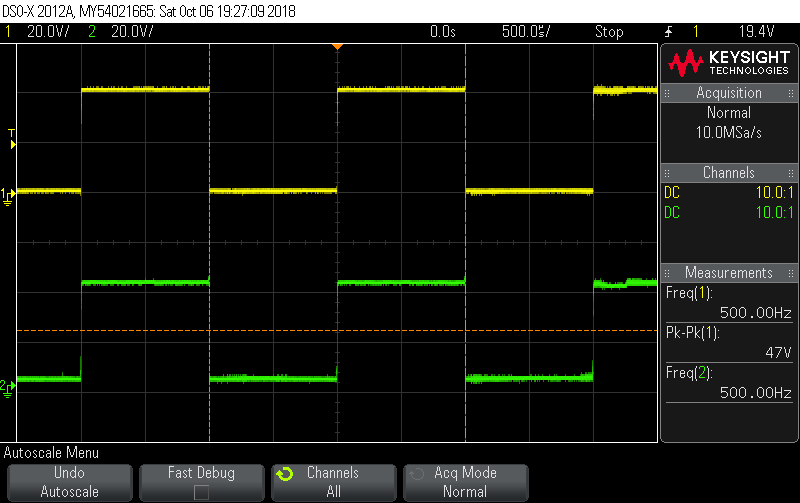 DSO-X 2012A, MY54021665: Sat Oct 06 19:27:09 2018
1 20.0V/ 2 20.0V/ 0.0s 500.0µs/ Stop 1 19.4V
KEYSIGHT
TECHNOLOGIES
Acquisition
Normal
10.0MSa/s
Channels
DC 10.0:1
DC 10.0:1
Measurements
Freq(1):
500.00Hz
Pk-Pk(1):
47V
Freq(2):
500.00Hz
T
1
2
Autoscale Menu
Undo
Autoscale
Fast Debug
Channels
All
Acq Mode
Normal